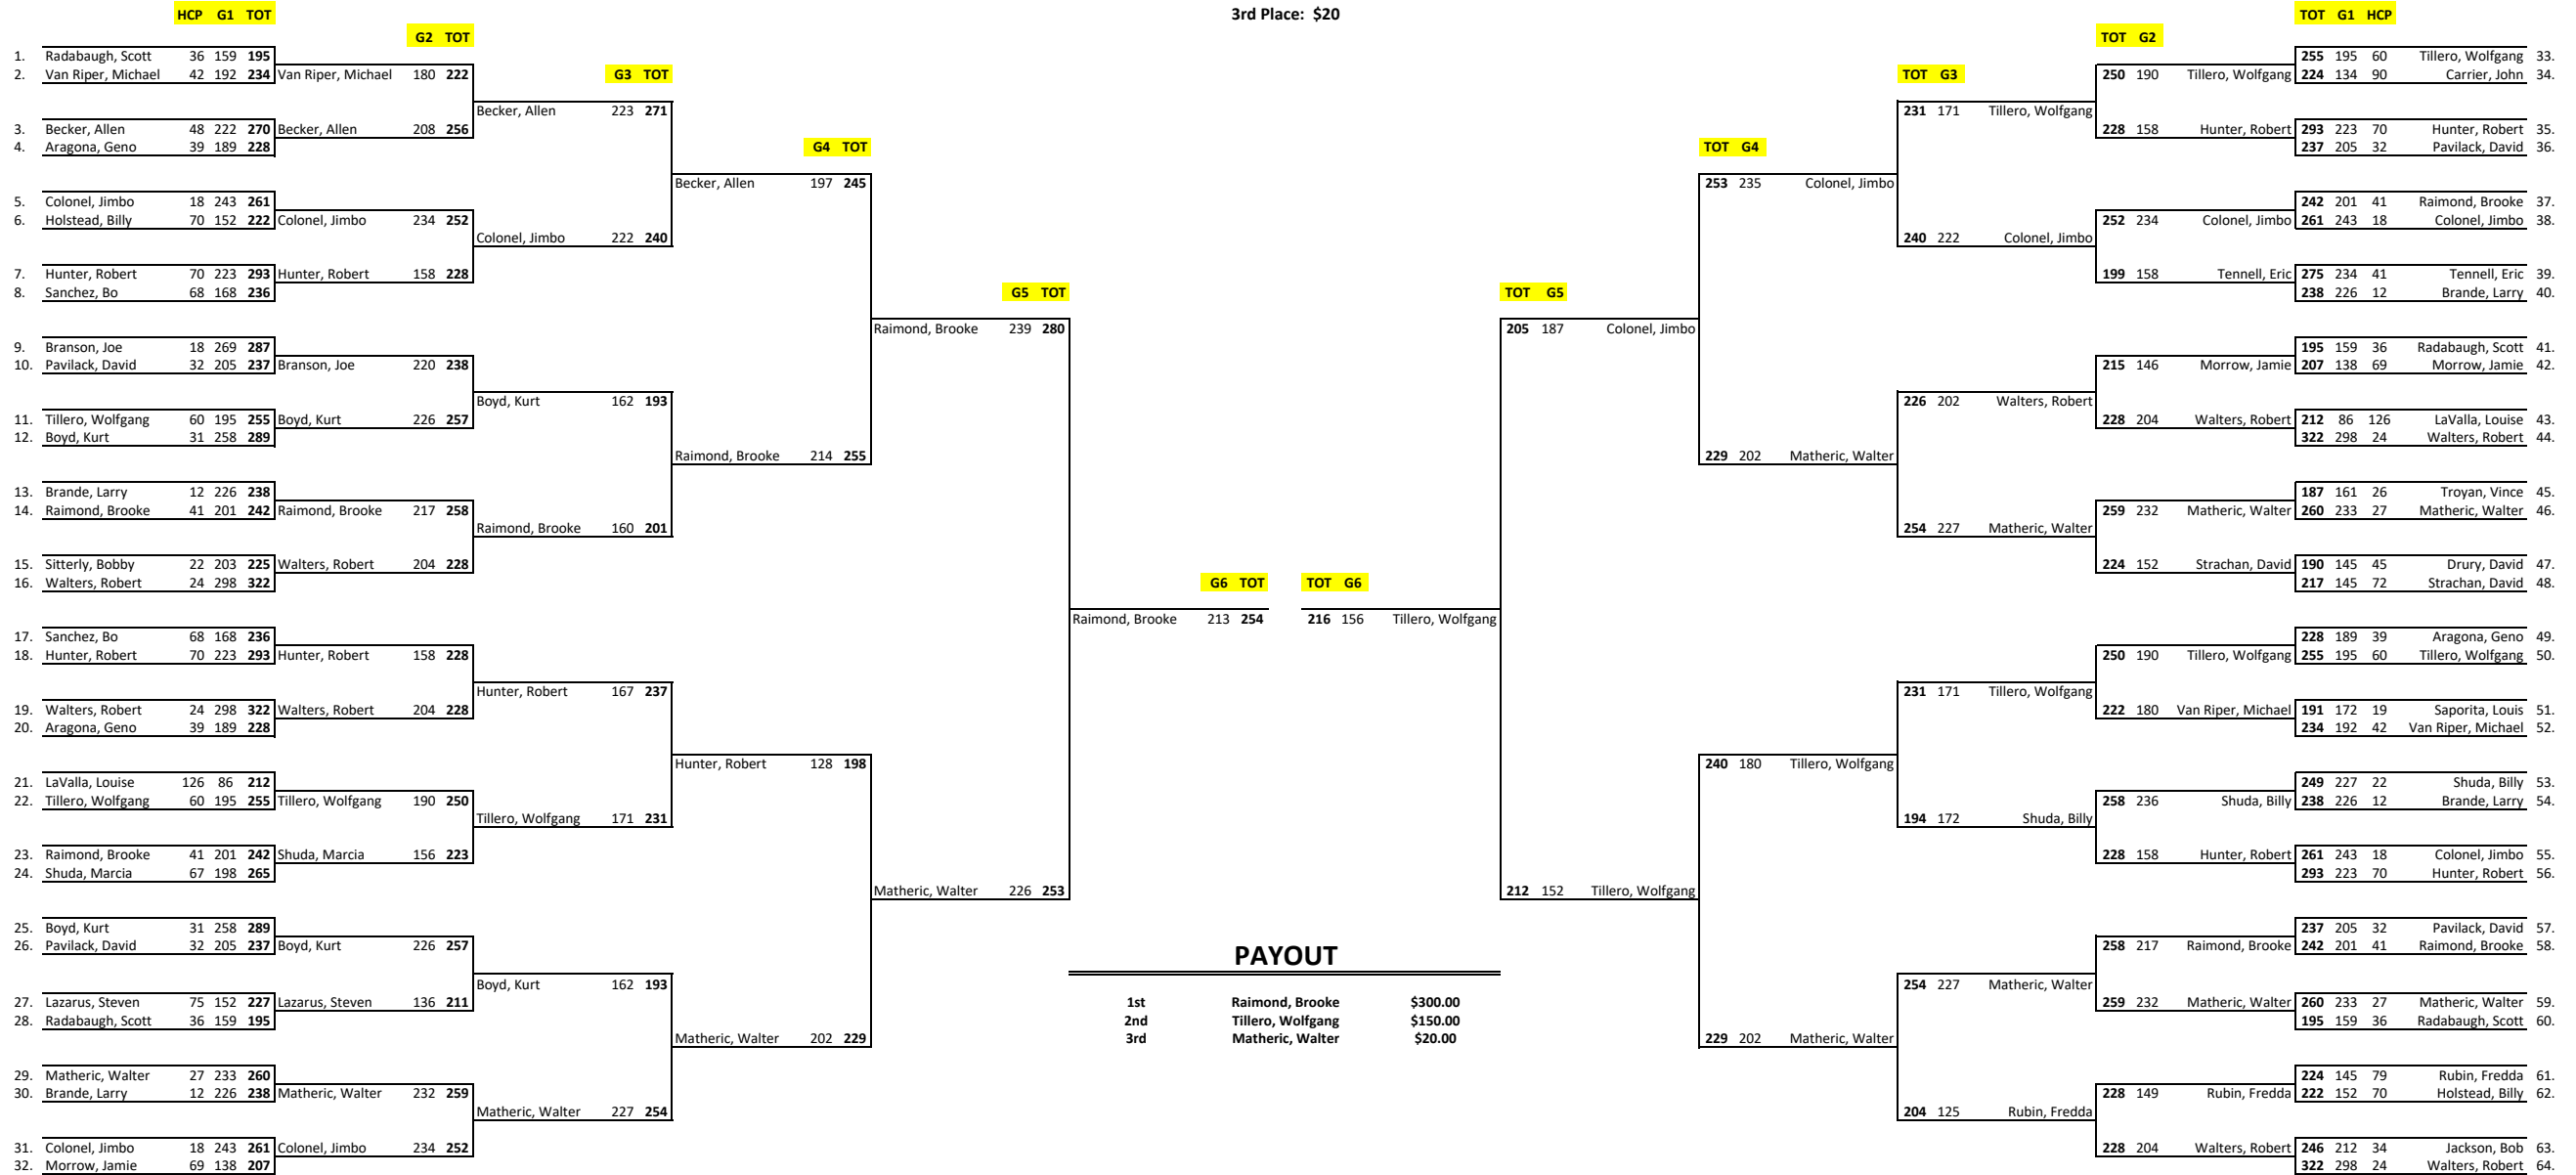 3rd Place: $20
HCP G1 TOT
TOT G1 HCP
G2 TOT
TOT G2
1. Radabaugh, Scott 36 159 195
255 195 60 Tillero, Wolfgang 33.
2. Van Riper, Michael 42 192 234 Van Riper, Michael 180 222
G3 TOT
TOT G3
250 190 Tillero, Wolfgang 224 134 90 Carrier, John 34.
Becker, Allen 223 271
231 171 Tillero, Wolfgang
3. Becker, Allen 48 222 270 Becker, Allen 208 256
228 158 Hunter, Robert 293 223 70 Hunter, Robert 35.
4. Aragona, Geno 39 189 228
G4 TOT
TOT G4
237 205 32 Pavilack, David 36.
Becker, Allen 197 245
253 235 Colonel, Jimbo
5. Colonel, Jimbo 18 243 261
242 201 41 Raimond, Brooke 37.
6. Holstead, Billy 70 152 222 Colonel, Jimbo 234 252
252 234 Colonel, Jimbo 261 243 18 Colonel, Jimbo 38.
Colonel, Jimbo 222 240
240 222 Colonel, Jimbo
7. Hunter, Robert 70 223 293 Hunter, Robert 158 228
199 158 Tennell, Eric 275 234 41 Tennell, Eric 39.
8. Sanchez, Bo 68 168 236
G5 TOT
TOT G5
238 226 12 Brande, Larry 40.
Raimond, Brooke 239 280
205 187 Colonel, Jimbo
9. Branson, Joe 18 269 287
195 159 36 Radabaugh, Scott 41.
10. Pavilack, David 32 205 237 Branson, Joe 220 238
215 146 Morrow, Jamie 207 138 69 Morrow, Jamie 42.
Boyd, Kurt 162 193
226 202 Walters, Robert
11. Tillero, Wolfgang 60 195 255 Boyd, Kurt 226 257
228 204 Walters, Robert 212 86 126 LaValla, Louise 43.
12. Boyd, Kurt 31 258 289
322 298 24 Walters, Robert 44.
Raimond, Brooke 214 255
229 202 Matheric, Walter
13. Brande, Larry 12 226 238
187 161 26 Troyan, Vince 45.
14. Raimond, Brooke 41 201 242 Raimond, Brooke 217 258
259 232 Matheric, Walter 260 233 27 Matheric, Walter 46.
Raimond, Brooke 160 201
254 227 Matheric, Walter
15. Sitterly, Bobby 22 203 225 Walters, Robert 204 228
224 152 Strachan, David 190 145 45 Drury, David 47.
16. Walters, Robert 24 298 322
G6 TOT
TOT G6
217 145 72 Strachan, David 48.
Raimond, Brooke 213 254
216 156 Tillero, Wolfgang
17. Sanchez, Bo 68 168 236
228 189 39 Aragona, Geno 49.
18. Hunter, Robert 70 223 293 Hunter, Robert 158 228
250 190 Tillero, Wolfgang 255 195 60 Tillero, Wolfgang 50.
Hunter, Robert 167 237
231 171 Tillero, Wolfgang
19. Walters, Robert 24 298 322 Walters, Robert 204 228
222 180 Van Riper, Michael 191 172 19 Saporita, Louis 51.
20. Aragona, Geno 39 189 228
234 192 42 Van Riper, Michael 52.
Hunter, Robert 128 198
240 180 Tillero, Wolfgang
21. LaValla, Louise 126 86 212
249 227 22 Shuda, Billy 53.
22. Tillero, Wolfgang 60 195 255 Tillero, Wolfgang 190 250
258 236 Shuda, Billy 238 226 12 Brande, Larry 54.
Tillero, Wolfgang 171 231
194 172 Shuda, Billy
23. Raimond, Brooke 41 201 242 Shuda, Marcia 156 223
228 158 Hunter, Robert 261 243 18 Colonel, Jimbo 55.
24. Shuda, Marcia 67 198 265
293 223 70 Hunter, Robert 56.
Matheric, Walter 226 253
212 152 Tillero, Wolfgang
25. Boyd, Kurt 31 258 289
237 205 32 Pavilack, David 57.
26. Pavilack, David 32 205 237 Boyd, Kurt 226 257
258 217 Raimond, Brooke 242 201 41 Raimond, Brooke 58.
PAYOUT
Boyd, Kurt 162 193
254 227 Matheric, Walter
27. Lazarus, Steven 75 152 227 Lazarus, Steven 136 211
1st Raimond, Brooke $300.00
259 232 Matheric, Walter 260 233 27 Matheric, Walter 59.
28. Radabaugh, Scott 36 159 195
2nd Tillero, Wolfgang $150.00
195 159 36 Radabaugh, Scott 60.
Matheric, Walter 202 229
3rd Matheric, Walter $20.00
229 202 Matheric, Walter
29. Matheric, Walter 27 233 260
224 145 79 Rubin, Fredda 61.
30. Brande, Larry 12 226 238 Matheric, Walter 232 259
228 149 Rubin, Fredda 222 152 70 Holstead, Billy 62.
Matheric, Walter 227 254
204 125 Rubin, Fredda
31. Colonel, Jimbo 18 243 261 Colonel, Jimbo 234 252
228 204 Walters, Robert 246 212 34 Jackson, Bob 63.
32. Morrow, Jamie 69 138 207
322 298 24 Walters, Robert 64.